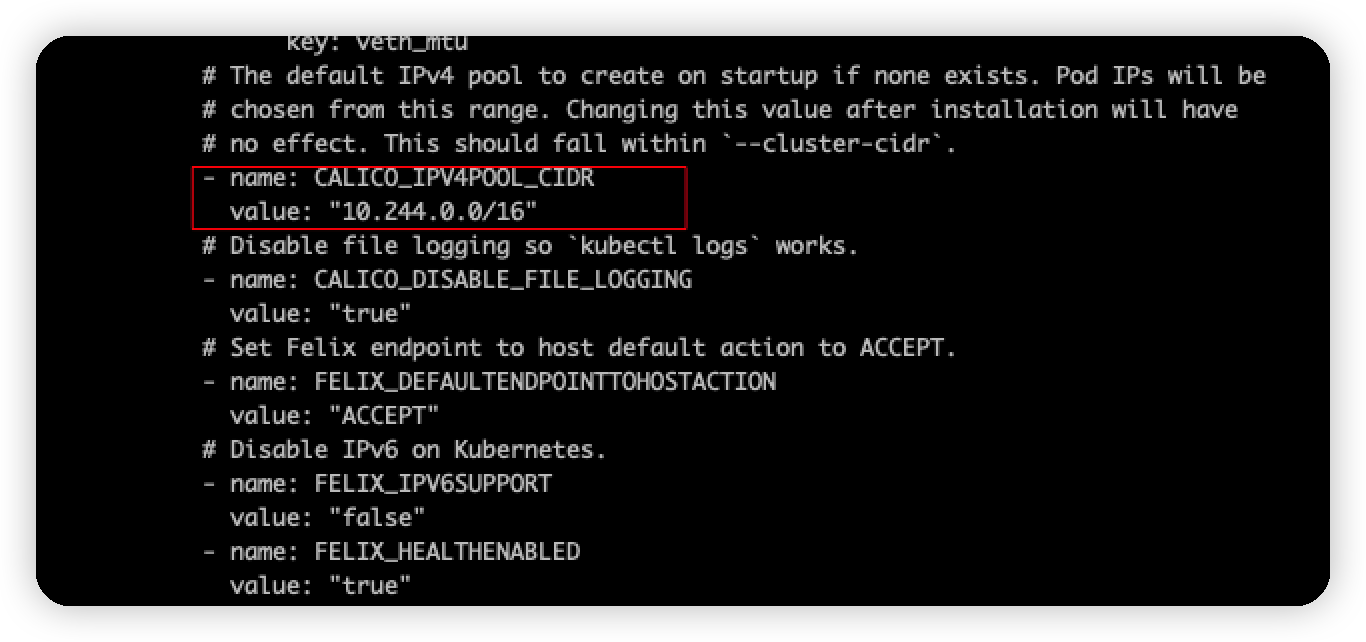 key: veth_mtu
# The default IPv4 pool to create on startup if none exists. Pod IPs will be
# chosen from this range. Changing this value after installation will have
# no effect. This should fall within `--cluster-cidr`.
- name: CALICO_IPV4POOL_CIDR
value: "10.244.0.0/16"
# Disable file logging so `kubectl logs` works.
- name: CALICO_DISABLE_FILE_LOGGING
value: "true"
# Set Felix endpoint to host default action to ACCEPT.
- name: FELIX_DEFAULTENDPOINTTOHOSTACTION
value: "ACCEPT"
# Disable IPv6 on Kubernetes.
- name: FELIX_IPV6SUPPORT
value: "false"
- name: FELIX_HEALTHENABLED
value: "true"